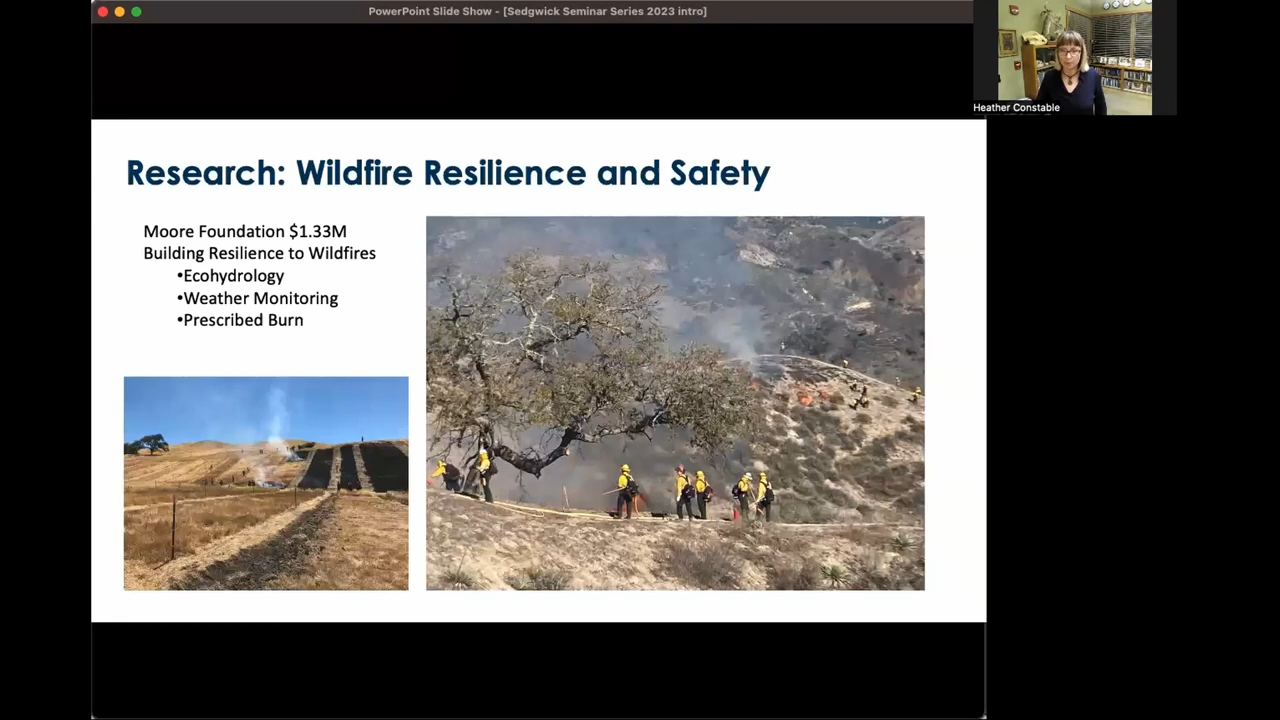 PowerPoint Slide Show - [Sedgwick Seminar Series 2023 intro]
Heather Constable
Research: Wildfire Resilience and Safety
Moore Foundation $1.33M
Building Resilience to Wildfires
•Ecohydrology
•Weather Monitoring
•Prescribed Burn